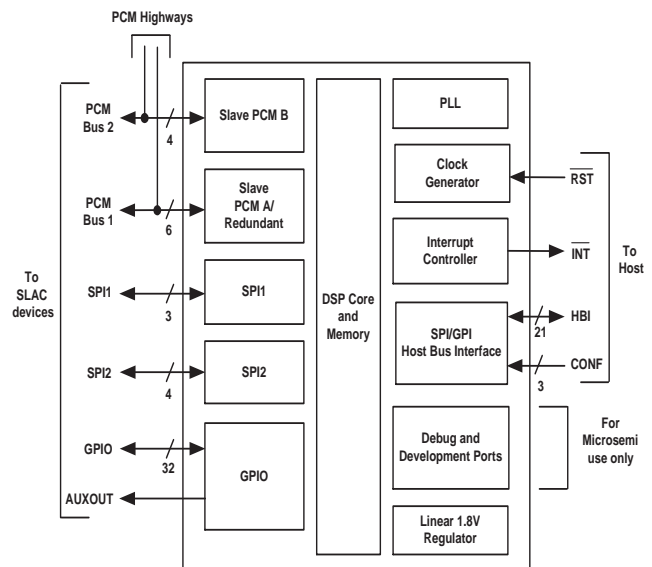 PCM Highways
PCM
Bus 2
4
Slave PCM B
PCM
Bus 1
6
Slave
PCM A/
Redundant
To
SLAC
devices
SPI1
3
SPI1
SPI2
4
SPI2
GPIO
32
GPIO
AUXOUT
DSP Core
and
Memory
PLL
Clock
Generator
RST
Interrupt
Controller
INT
To
Host
SPI/GPI
Host Bus Interface
HBI
21
CONF
3
Debug and
Development Ports
For
Microsemi
use only
Linear 1.8V
Regulator